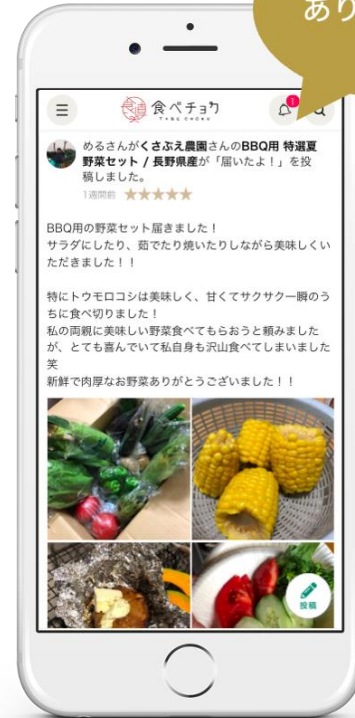 あり
食べチョク
TABE CHOKU
1
めるさんがくさぶえ農園さんのBBQ用 特選夏
野菜セット / 長野県産が「届いたよ！」を投
稿しました。
1週間前 ★★★★★
BBQ用の野菜セット届きました！
サラダにしたり、茹でたり焼いたりしながら美味しくい
ただきました！！
特にトウモロコシは美味しく、甘くてサクサク一瞬のう
ちに食べ切りました！
私の両親に美味しい野菜食べてもらおうと頼みました
が、とても喜んでいて私自身も沢山食べてしまいました
笑
新鮮で肉厚なお野菜ありがとうございました！！
投稿